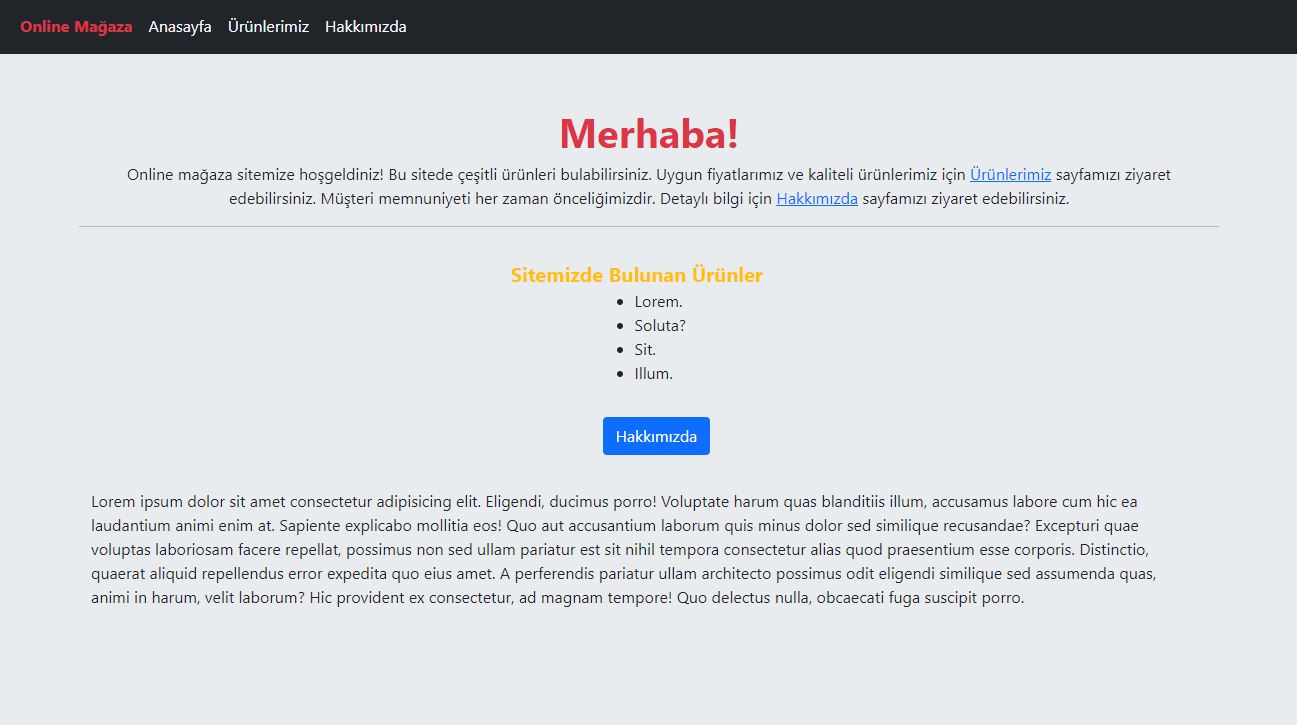 Online Mağaza Anasayfa Ürünlerimiz Hakkımızda
Merhaba!
Online mağaza sitemize hoşgeldiniz! Bu sitede çeşitli ürünleri bulabilirsiniz. Uygun fiyatlarımız ve kaliteli ürünlerimiz için Ürünlerimiz sayfamızı ziyaret
edebilirsiniz. Müşteri memnuniyeti her zaman önceliğimizdir. Detaylı bilgi için Hakkımızda sayfamızı ziyaret edebilirsiniz.
Sitemizde Bulunan Ürünler
• Lorem.
• Soluta?
• Sit.
• Illum.
Hakkımızda
Lorem ipsum dolor sit amet consectetur adipisicing elit. Eligendi, ducimus porro! Voluptate harum quas blanditiis illum, accusamus labore cum hic ea
laudantium animi enim at. Sapiente explicabo mollitia eos! Quo aut accusantium laborum quis minus dolor sed similique recusandae? Excepturi quae
voluptas laboriosam facere repellat, possimus non sed ullam pariatur est sit nihil tempora consectetur alias quod praesentium esse corporis. Distinctio,
quaerat aliquid repellendus error expedita quo eius amet. A perferendis pariatur ullam architecto possimus odit eligendi similique sed assumenda quas,
animi in harum, velit laborum? Hic provident ex consectetur, ad magnam tempore! Quo delectus nulla, obcaecati fuga suscipit porro.